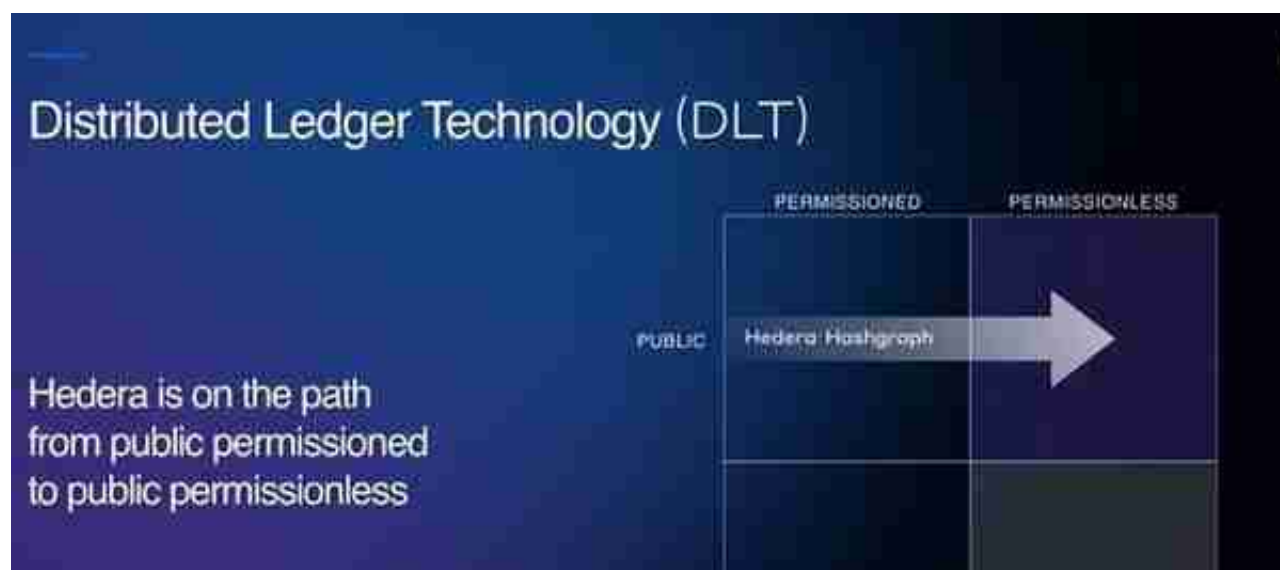 Distributed Ledger Technology (DLT)
PERMISSIONED PERMISSIONLESS
PUBLIC Hedera Hashgraph
Hedera is on the path
from public permissioned
to public permissionless